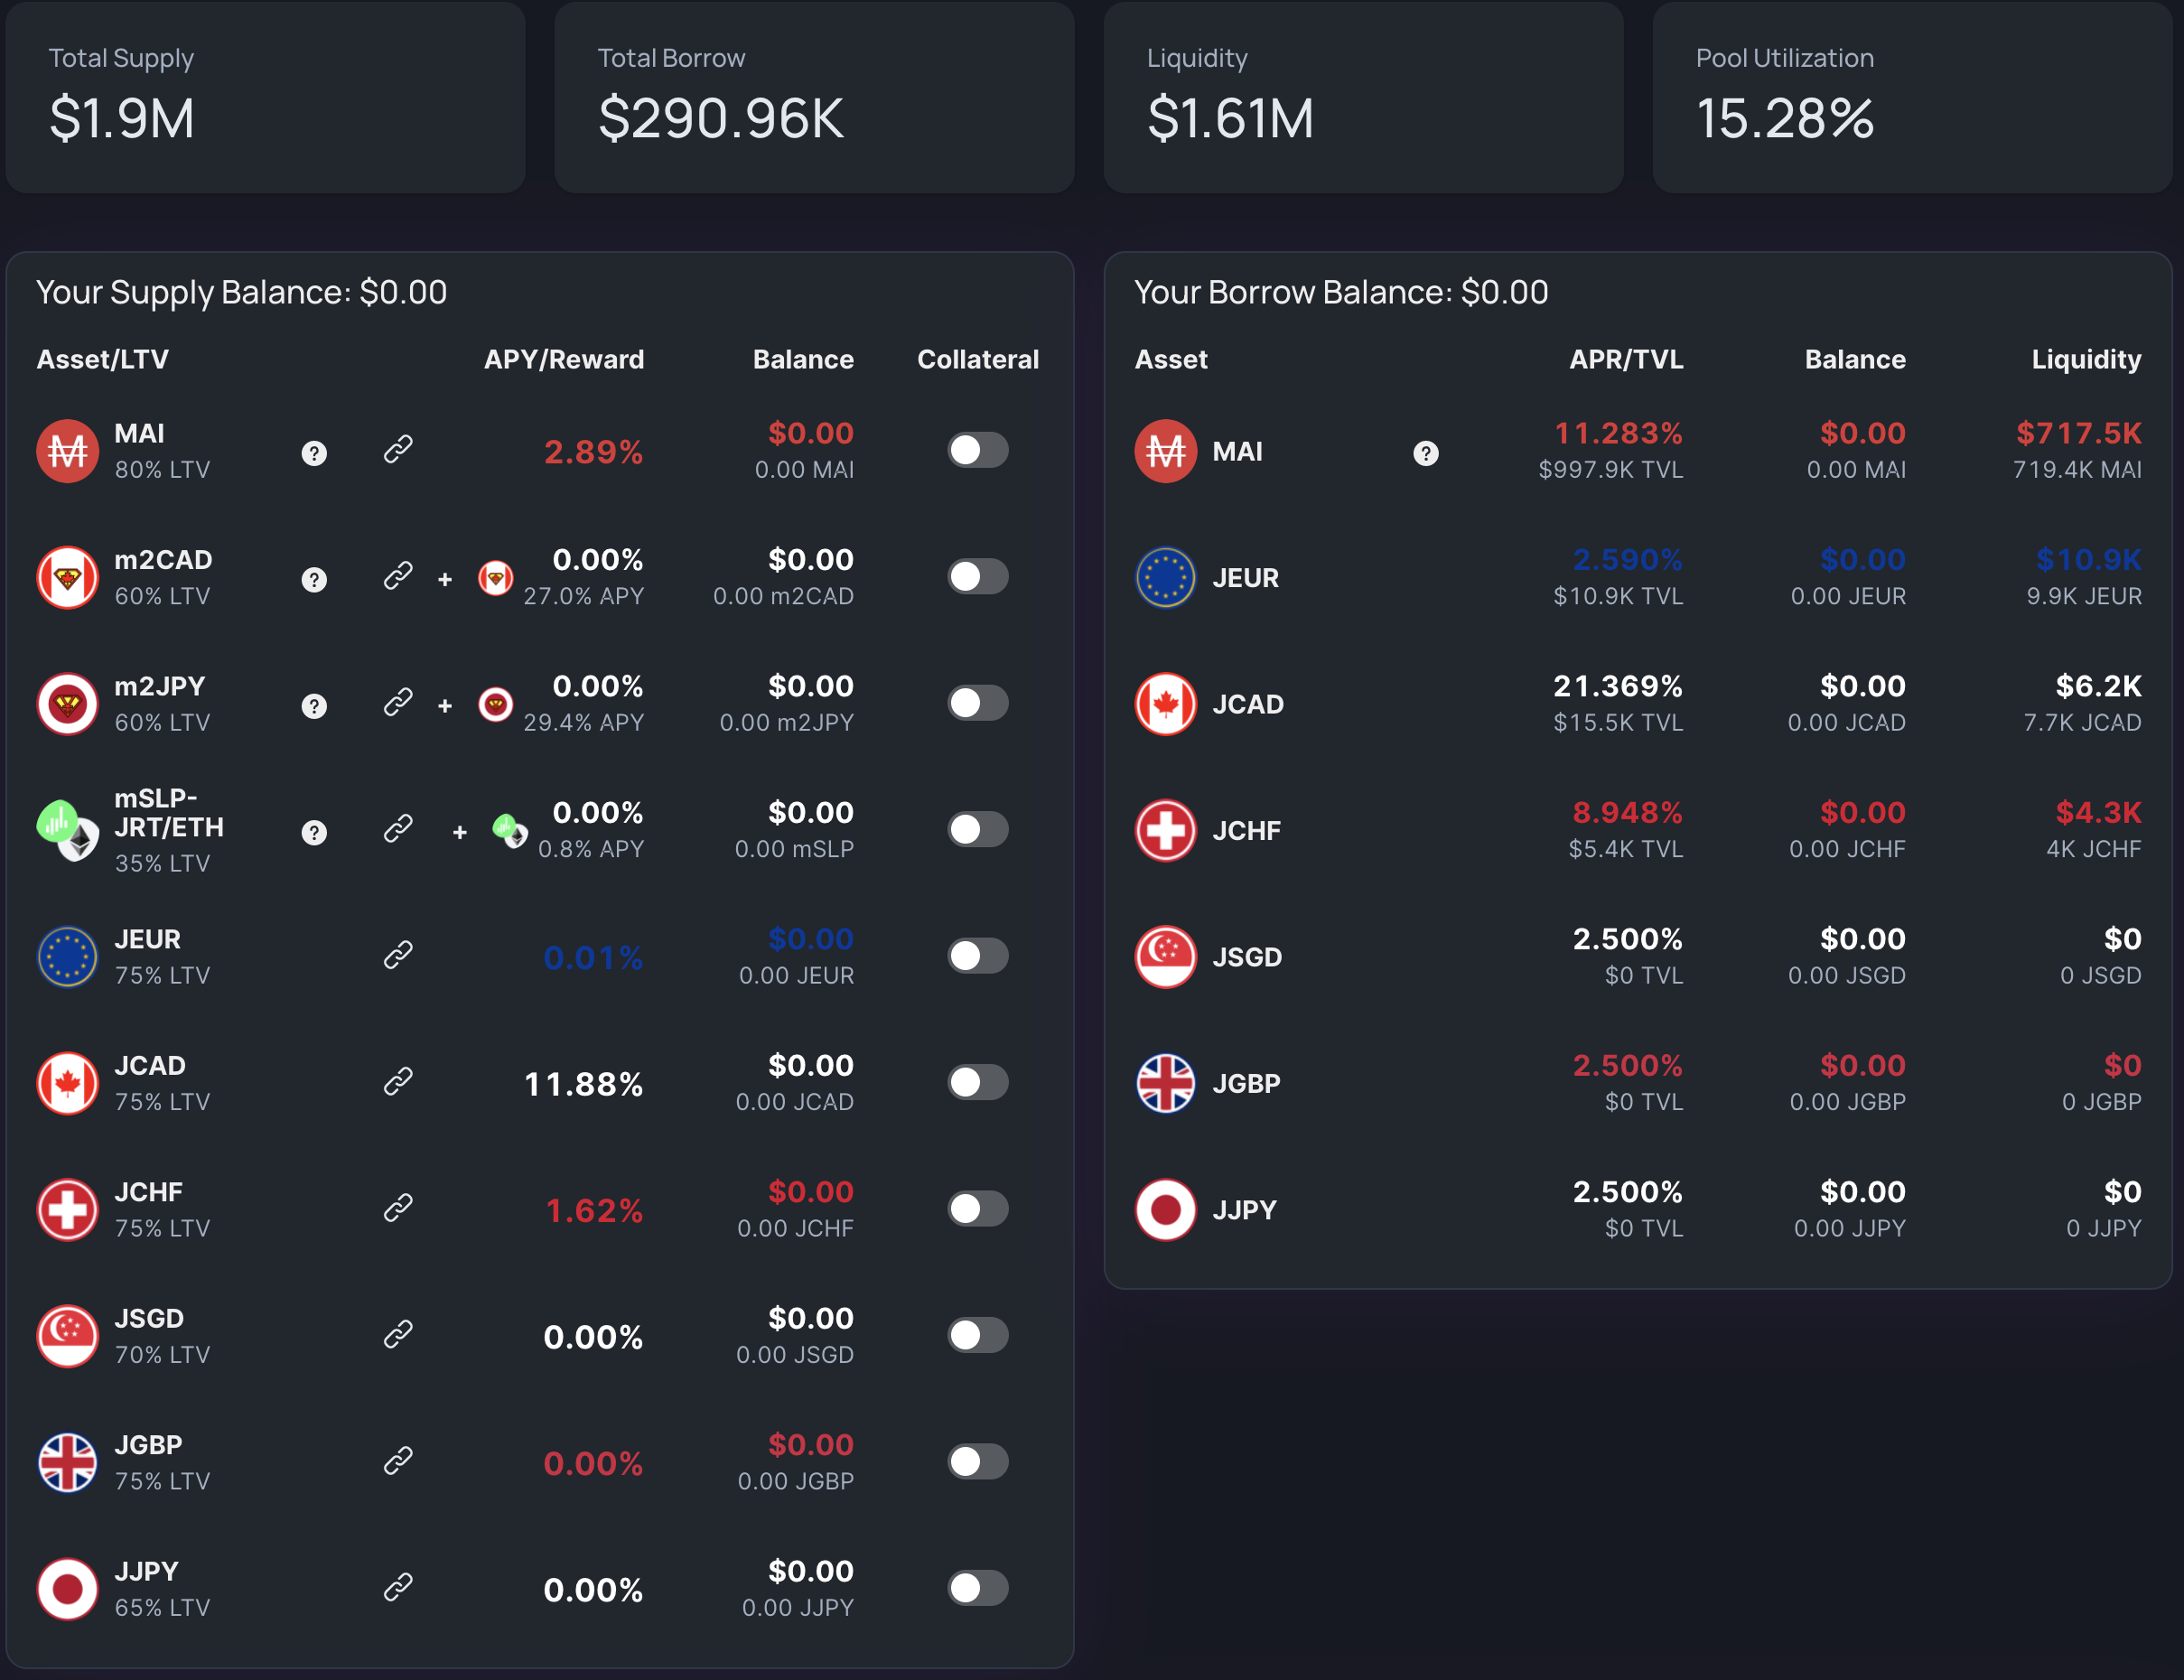 Total Supply
$1.9M
Total Borrow
$290.96K
Liquidity
$1.61M
Pool Utilization
15.28%
Your Supply Balance: $0.00
Asset/LTV APY/Reward Balance Collateral
MAI
80% LTV
?
2.89%
$0.00
0.00 MAI
m2CAD
60% LTV
?
+
0.00%
27.0% APY
$0.00
0.00 m2CAD
m2JPY
60% LTV
?
+
0.00%
29.4% APY
$0.00
0.00 m2JPY
mSLP-
JRT/ETH
35% LTV
?
+
0.00%
0.8% APY
$0.00
0.00 mSLP
JEUR
75% LTV
0.01%
$0.00
0.00 JEUR
JCAD
75% LTV
11.88%
$0.00
0.00 JCAD
JCHF
75% LTV
1.62%
$0.00
0.00 JCHF
JSGD
70% LTV
0.00%
$0.00
0.00 JSGD
JGBP
75% LTV
0.00%
$0.00
0.00 JGBP
JJPY
65% LTV
0.00%
$0.00
0.00 JJPY
Your Borrow Balance: $0.00
Asset APR/TVL Balance Liquidity
MAI
?
11.283%
$997.9K TVL
$0.00
0.00 MAI
$717.5K
719.4K MAI
JEUR
2.590%
$10.9K TVL
$0.00
0.00 JEUR
$10.9K
9.9K JEUR
JCAD
21.369%
$15.5K TVL
$0.00
0.00 JCAD
$6.2K
7.7K JCAD
JCHF
8.948%
$5.4K TVL
$0.00
0.00 JCHF
$4.3K
4K JCHF
JSGD
2.500%
$0 TVL
$0.00
0.00 JSGD
$0
0 JSGD
JGBP
2.500%
$0 TVL
$0.00
0.00 JGBP
$0
0 JGBP
JJPY
2.500%
$0 TVL
$0.00
0.00 JJPY
$0
0 JJPY